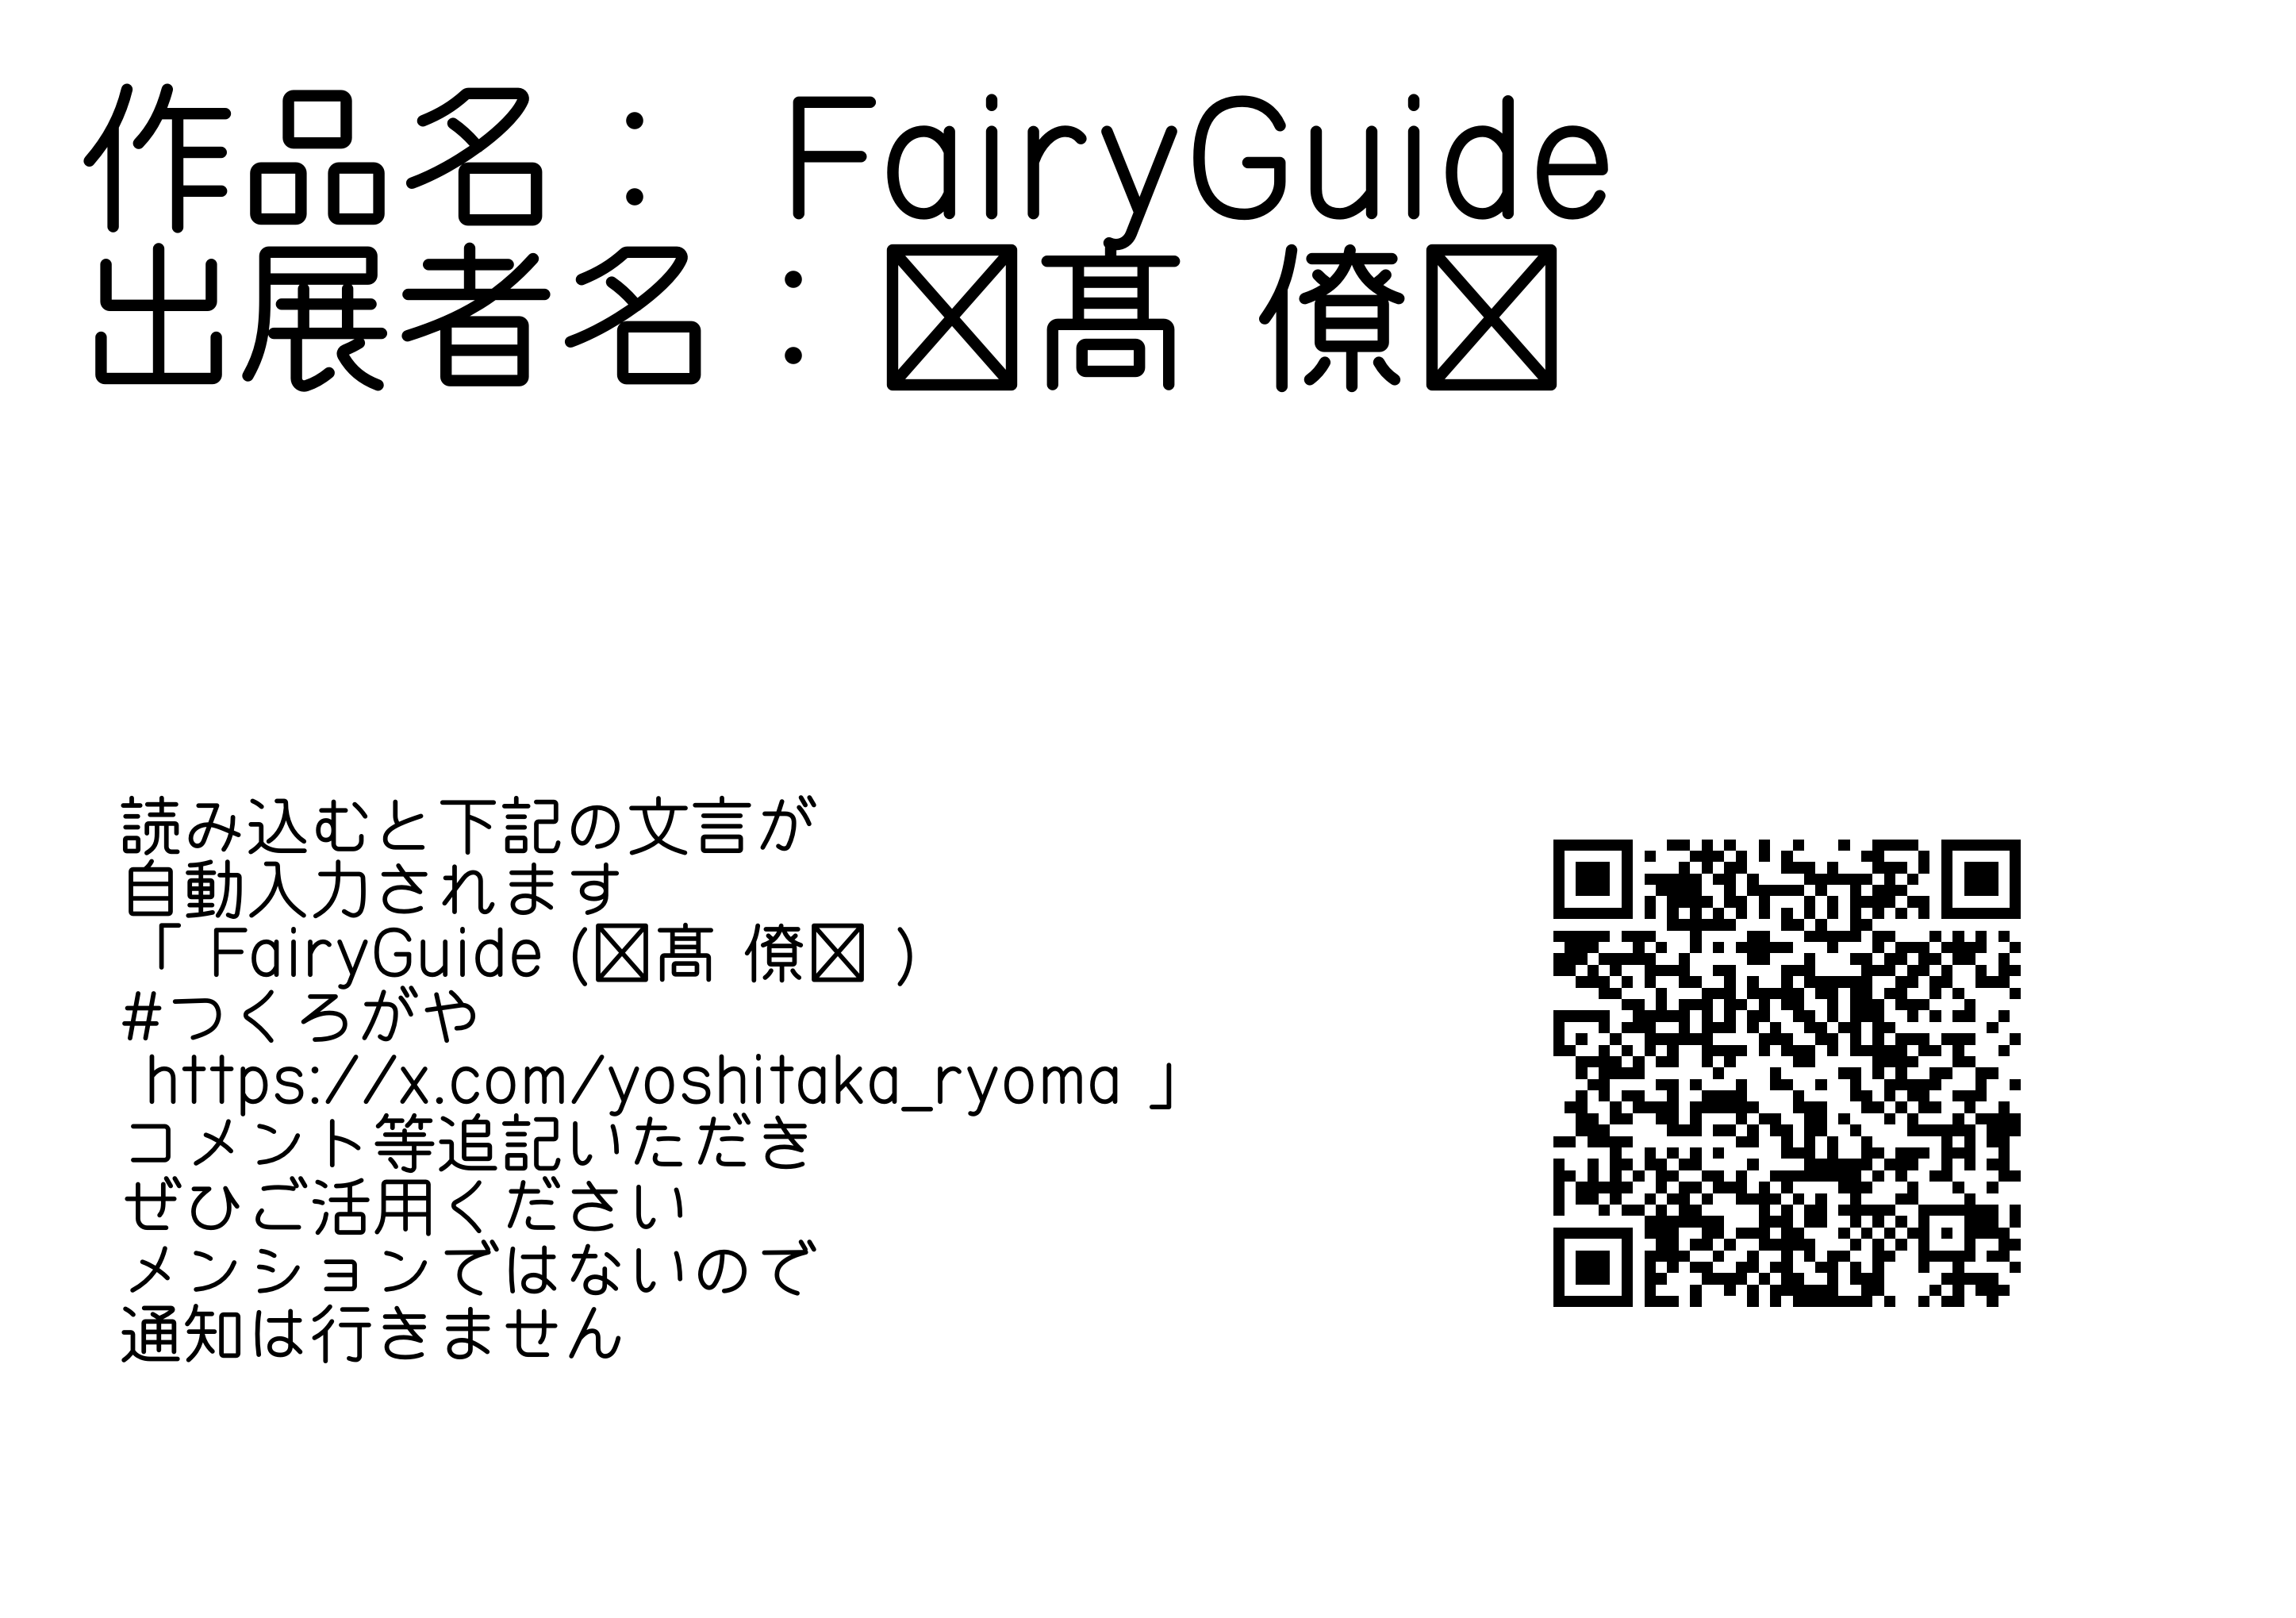 作品名： FairyGuide
出展者名：☒髙 僚☒
読み込むと下記の文言が
自動入力されます
「 FairyGuide (☒髙 僚☒ )
#つくろがや
https://x.com/yoshitaka_ryoma 」
コメント等追記いただき
ぜひご活用ください
メンションではないので
通知は行きません